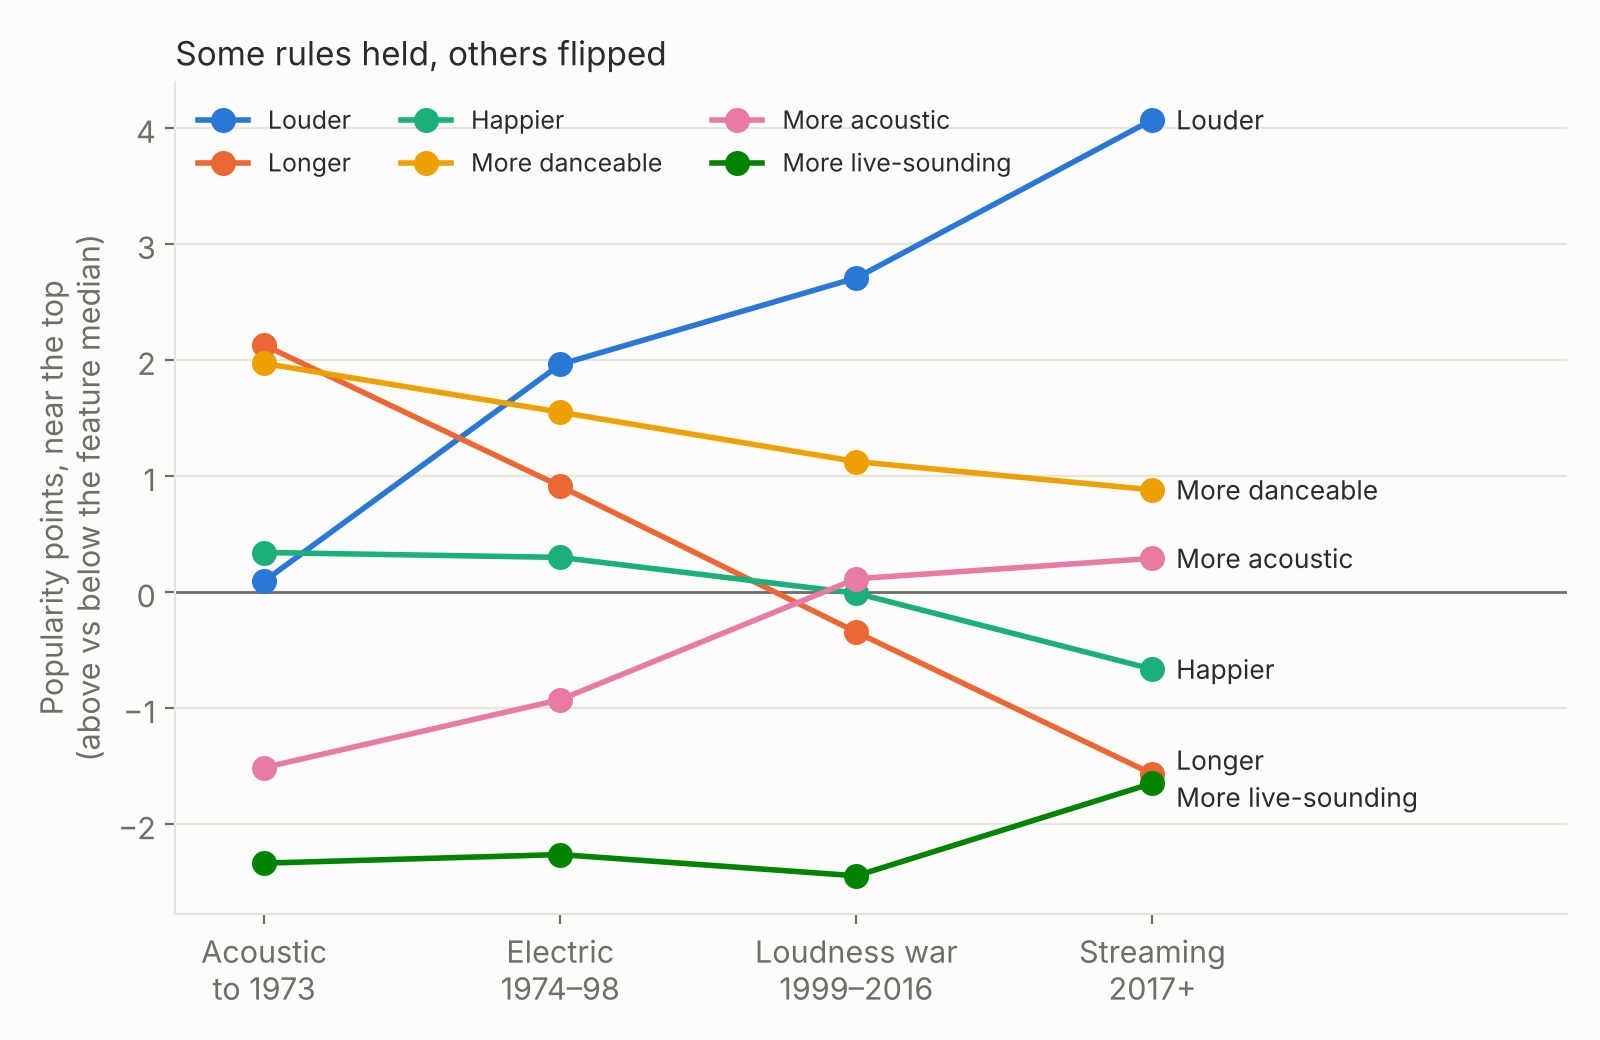 Some rules held, others flipped
Louder
Happier
More acoustic
Longer
More danceable
More live-sounding
Popularity points, near the top
(above vs below the feature median)
4
3
2
1
0
−1
−2
Louder
More danceable
More acoustic
Happier
Longer
More live-sounding
Acoustic
to 1973
Electric
1974–98
Loudness war
1999–2016
Streaming
2017+